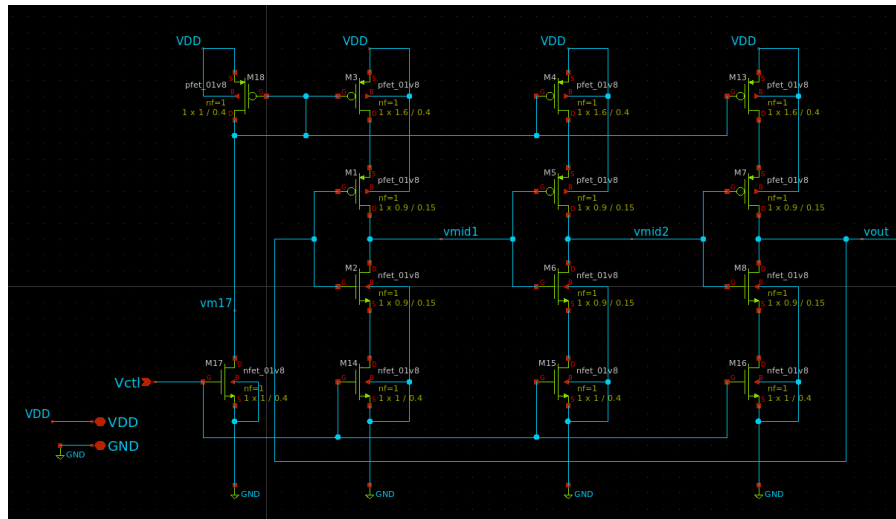 VDD
VDD
VDD
VDD
S
M18
B
G
D
pfet_01v8
nf=1
1 x 1 / 0.4
M3
S
G
B
D
pfet_01v8
nf=1
1 x 1.6 / 0.4
M4
S
G
B
D
pfet_01v8
nf=1
1 x 1.6 / 0.4
M13
S
G
B
D
pfet_01v8
nf=1
1 x 1.6 / 0.4
M1
S
G
B
D
pfet_01v8
nf=1
1 x 0.9 / 0.15
M5
S
G
B
D
pfet_01v8
nf=1
1 x 0.9 / 0.15
M7
S
G
B
D
pfet_01v8
nf=1
1 x 0.9 / 0.15
vmid1
vmid2
vout
M2
D
G
B
S
nfet_01v8
nf=1
1 x 0.9 / 0.15
M6
D
G
B
S
nfet_01v8
nf=1
1 x 0.9 / 0.15
M8
D
G
B
S
nfet_01v8
nf=1
1 x 0.9 / 0.15
vm17
Vctl
M17
D
G
B
S
nfet_01v8
nf=1
1 x 1 / 0.4
M14
D
G
B
S
nfet_01v8
nf=1
1 x 1 / 0.4
M15
D
G
B
S
nfet_01v8
nf=1
1 x 1 / 0.4
M16
D
G
B
S
nfet_01v8
nf=1
1 x 1 / 0.4
VDD
VDD
GND
GND
GND
GND
GND
GND